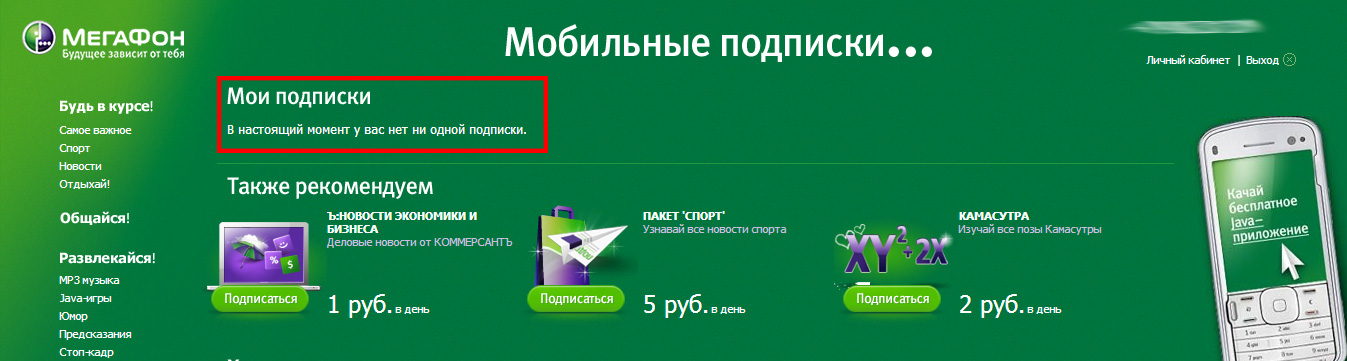 МЕГАФОН
Будущее зависит от тебя
Мобильные подписки...
Личный кабинет | Выход
Мои подписки
В настоящий момент у вас нет ни одной подписки.
Будь в курсе!
Самое важное
Спорт
Новости
Отдыхай!
Общайся!
Развлекайся!
MP3 музыка
Java-игры
Юмор
Предсказания
Стоп-кадр
Также рекомендуем
Ъ:НОВОСТИ ЭКОНОМИКИ И
БИЗНЕСА
Деловые новости от КОММЕРСАНТЪ
% $
Подписаться
1 руб. в день
ПАКЕТ 'СПОРТ'
Узнавай все новости спорта
Подписаться
5 руб. в день
КАМАСУТРА
Изучай все позы Камасутры
XY²+2X
Подписаться
2 руб. в день
Качай
бесплатное
Java–
приложение